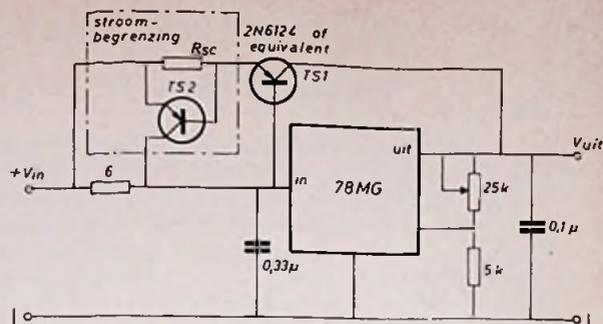 stroom-
begrenzing
2N6124 of
equivalent
Rsc
TS1
TS2
+Vin
6
in
uit
78MG
Vuit
25k
0,1μ
0,33μ
5k